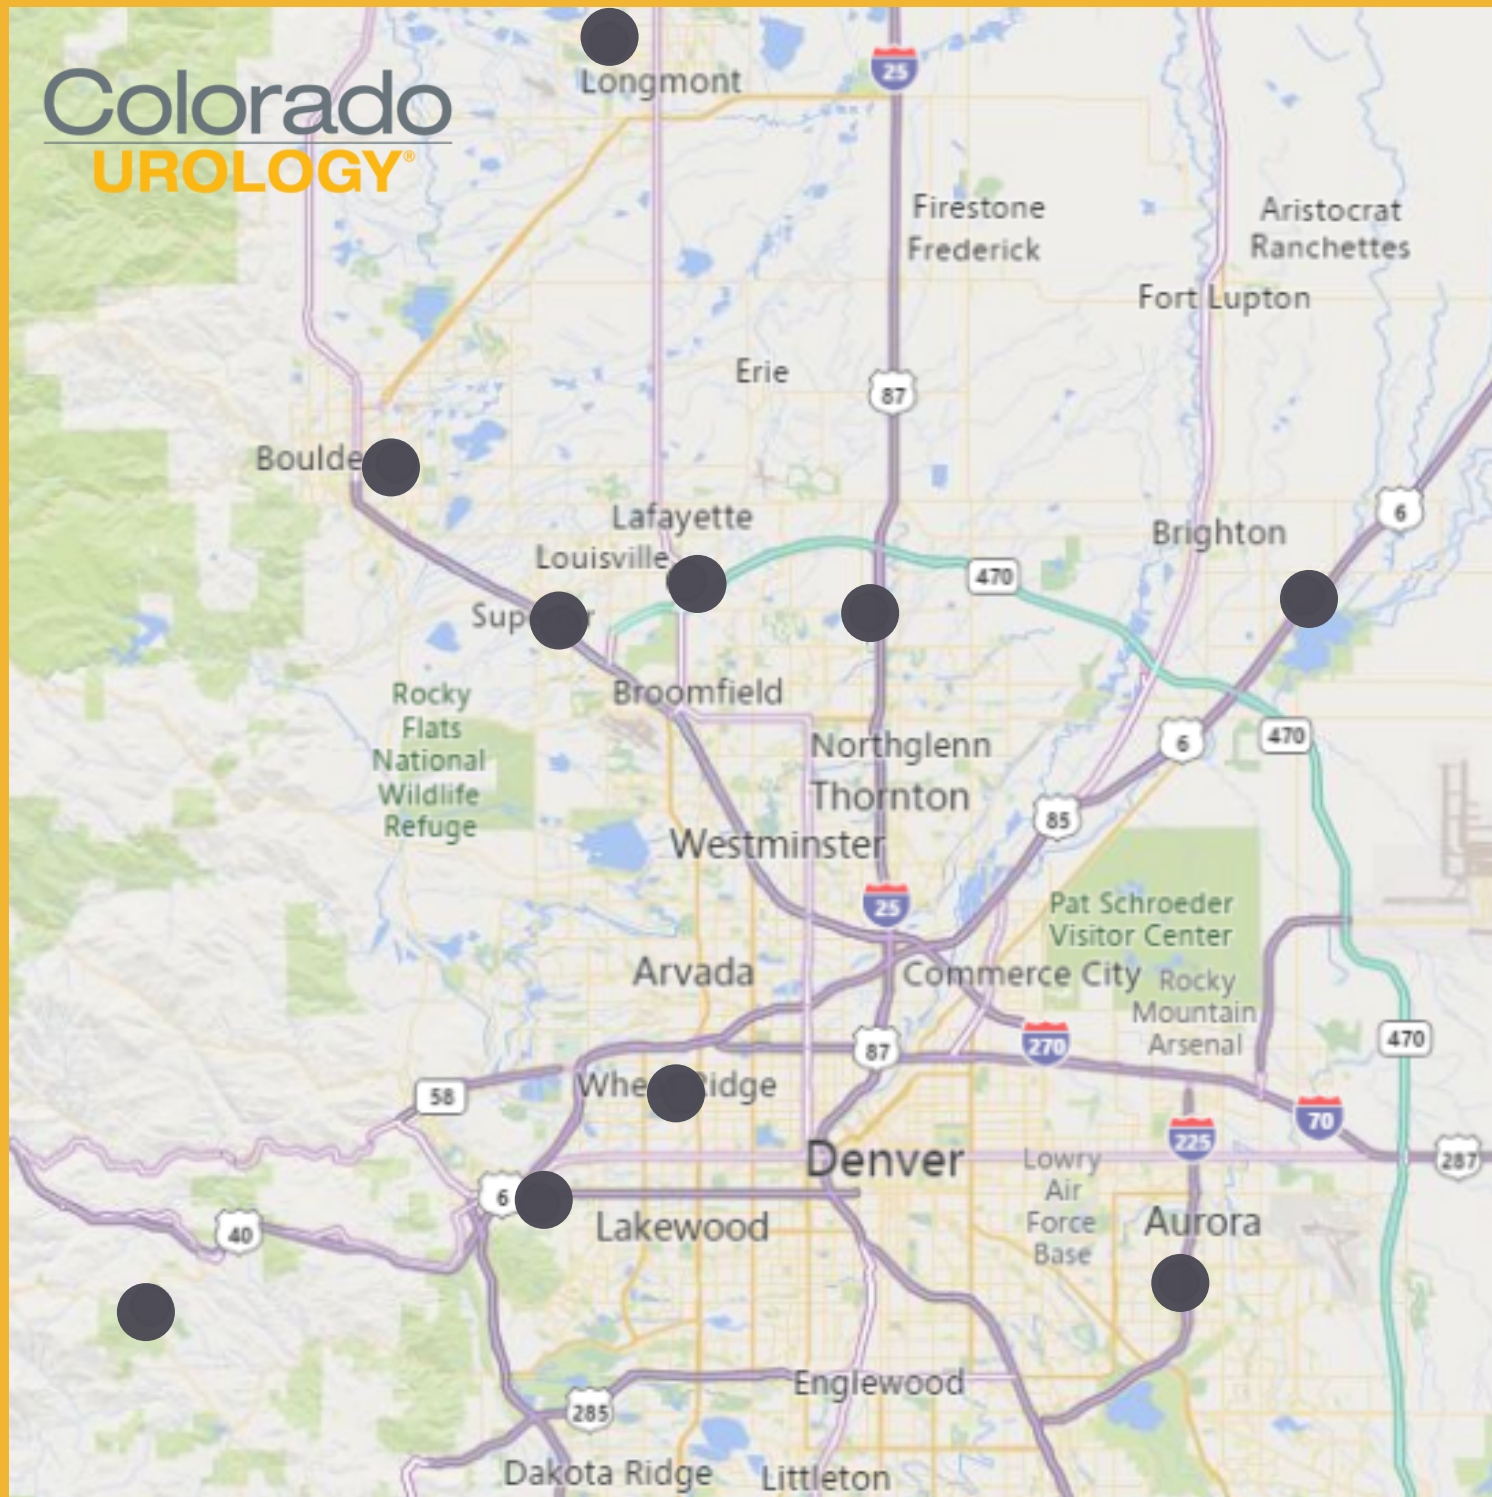 Longmont
25
Colorado
UROLOGY®
Firestone
Frederick
Aristocrat
Ranchettes
Fort Lupton
Erie
87
Boulde
6
Lafayette
Brighton
Louisville
470
Sup
r
Broomfield
Rocky
Flats
National
Wildlife
Refuge
6
470
Northglenn
Thornton
85
Westminster
25
Pat Schroeder
Visitor Center
Arvada
Commerce City
Rocky
Mountain
Arsenal
470
87
270
Whe
Ridge
58
70
225
Denver
287
Lowry
Air
Force
Base
6
Lakewood
Aurora
40
Englewood
285
Dakota Ridge
Littleton